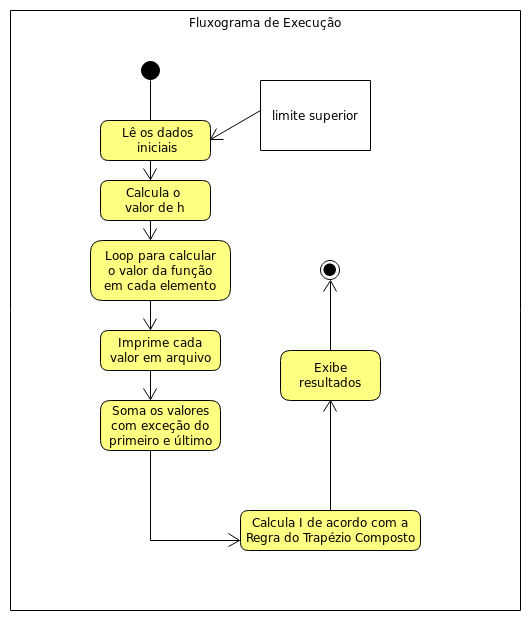 Fluxograma de Execução
limite superior
Lê os dados
iniciais
Calcula o
valor de h
Loop para calcular
o valor da função
em cada elemento
Imprime cada
valor em arquivo
Soma os valores
com exceção do
primeiro e último
Calcula I de acordo com a
Regra do Trapézio Composto
Exibe
resultados